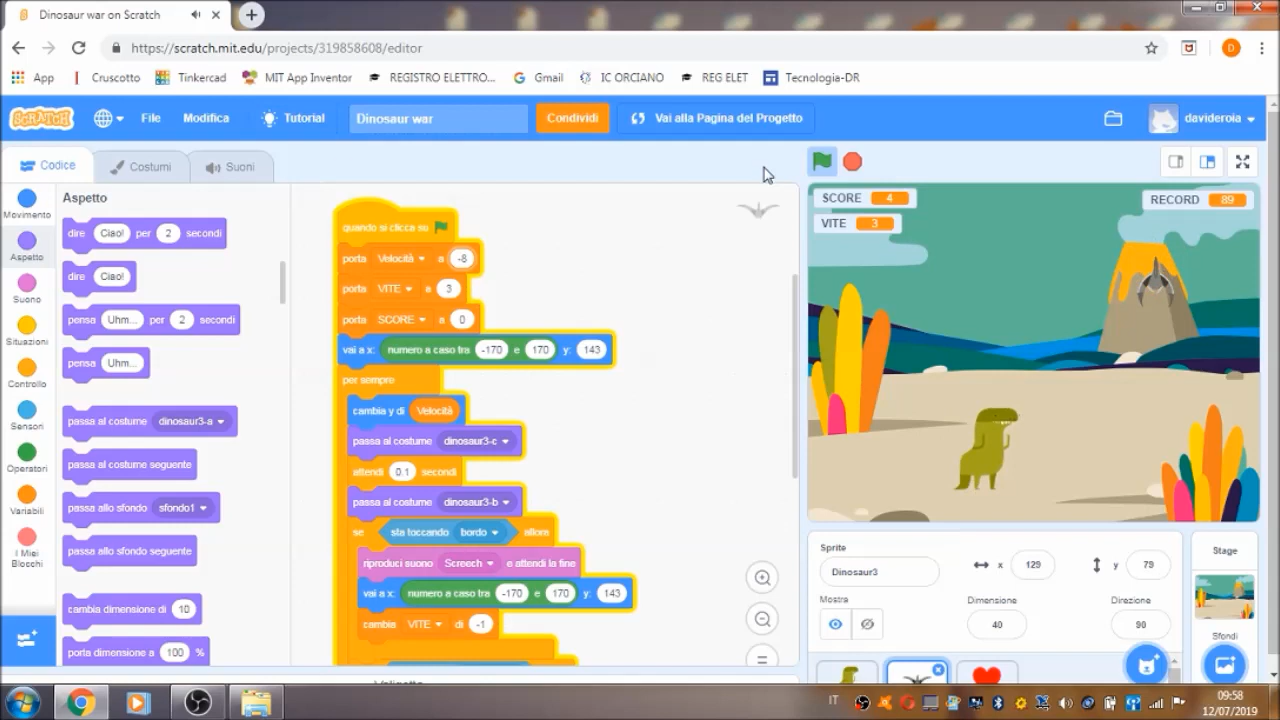 Dinosaur war on Scratch
https://scratch.mit.edu/projects/319858608/editor
App Cruscotto Tinkercad MIT App Inventor REGISTRO ELETTRO... Gmail IC ORCIANO REG ELET Tecnologia-DR
SCRATCH File Modifica Tutorial Dinosaur war Condividi Vai alla Pagina del Progetto davideroia
Codice Costumi Suoni
Movimento
Aspetto
Suono
Situazioni
Controllo
Sensori
Operatori
Variabili
I Miei
Blocchi
Aspetto
dire Ciao! per 2 secondi
dire Ciao!
pensa Uhm... per 2 secondi
pensa Uhm...
passa al costume dinosaur3-a
passa al costume seguente
passa allo sfondo sfondo1
passa allo sfondo seguente
cambia dimensione di 10
porta dimensione a 100 %
quando si clicca su
porta Velocità a -8
porta VITE a 3
porta SCORE a 0
vai a x: numero a caso tra -170 e 170 y: 143
per sempre
cambia y di Velocità
passa al costume dinosaur3-c
attendi 0.1 secondi
passa al costume dinosaur3-b
se sta toccando bordo allora
riproduci suono Screech e attendi la fine
vai a x: numero a caso tra -170 e 170 y: 143
cambia VITE di -1
SCORE 4
VITE 3
RECORD 89
Sprite
Dinosaur3
x 129
y 79
Mostra
Dimensione
40
Direzione
90
Stage
Sfondi
IT
09:58
12/07/2019